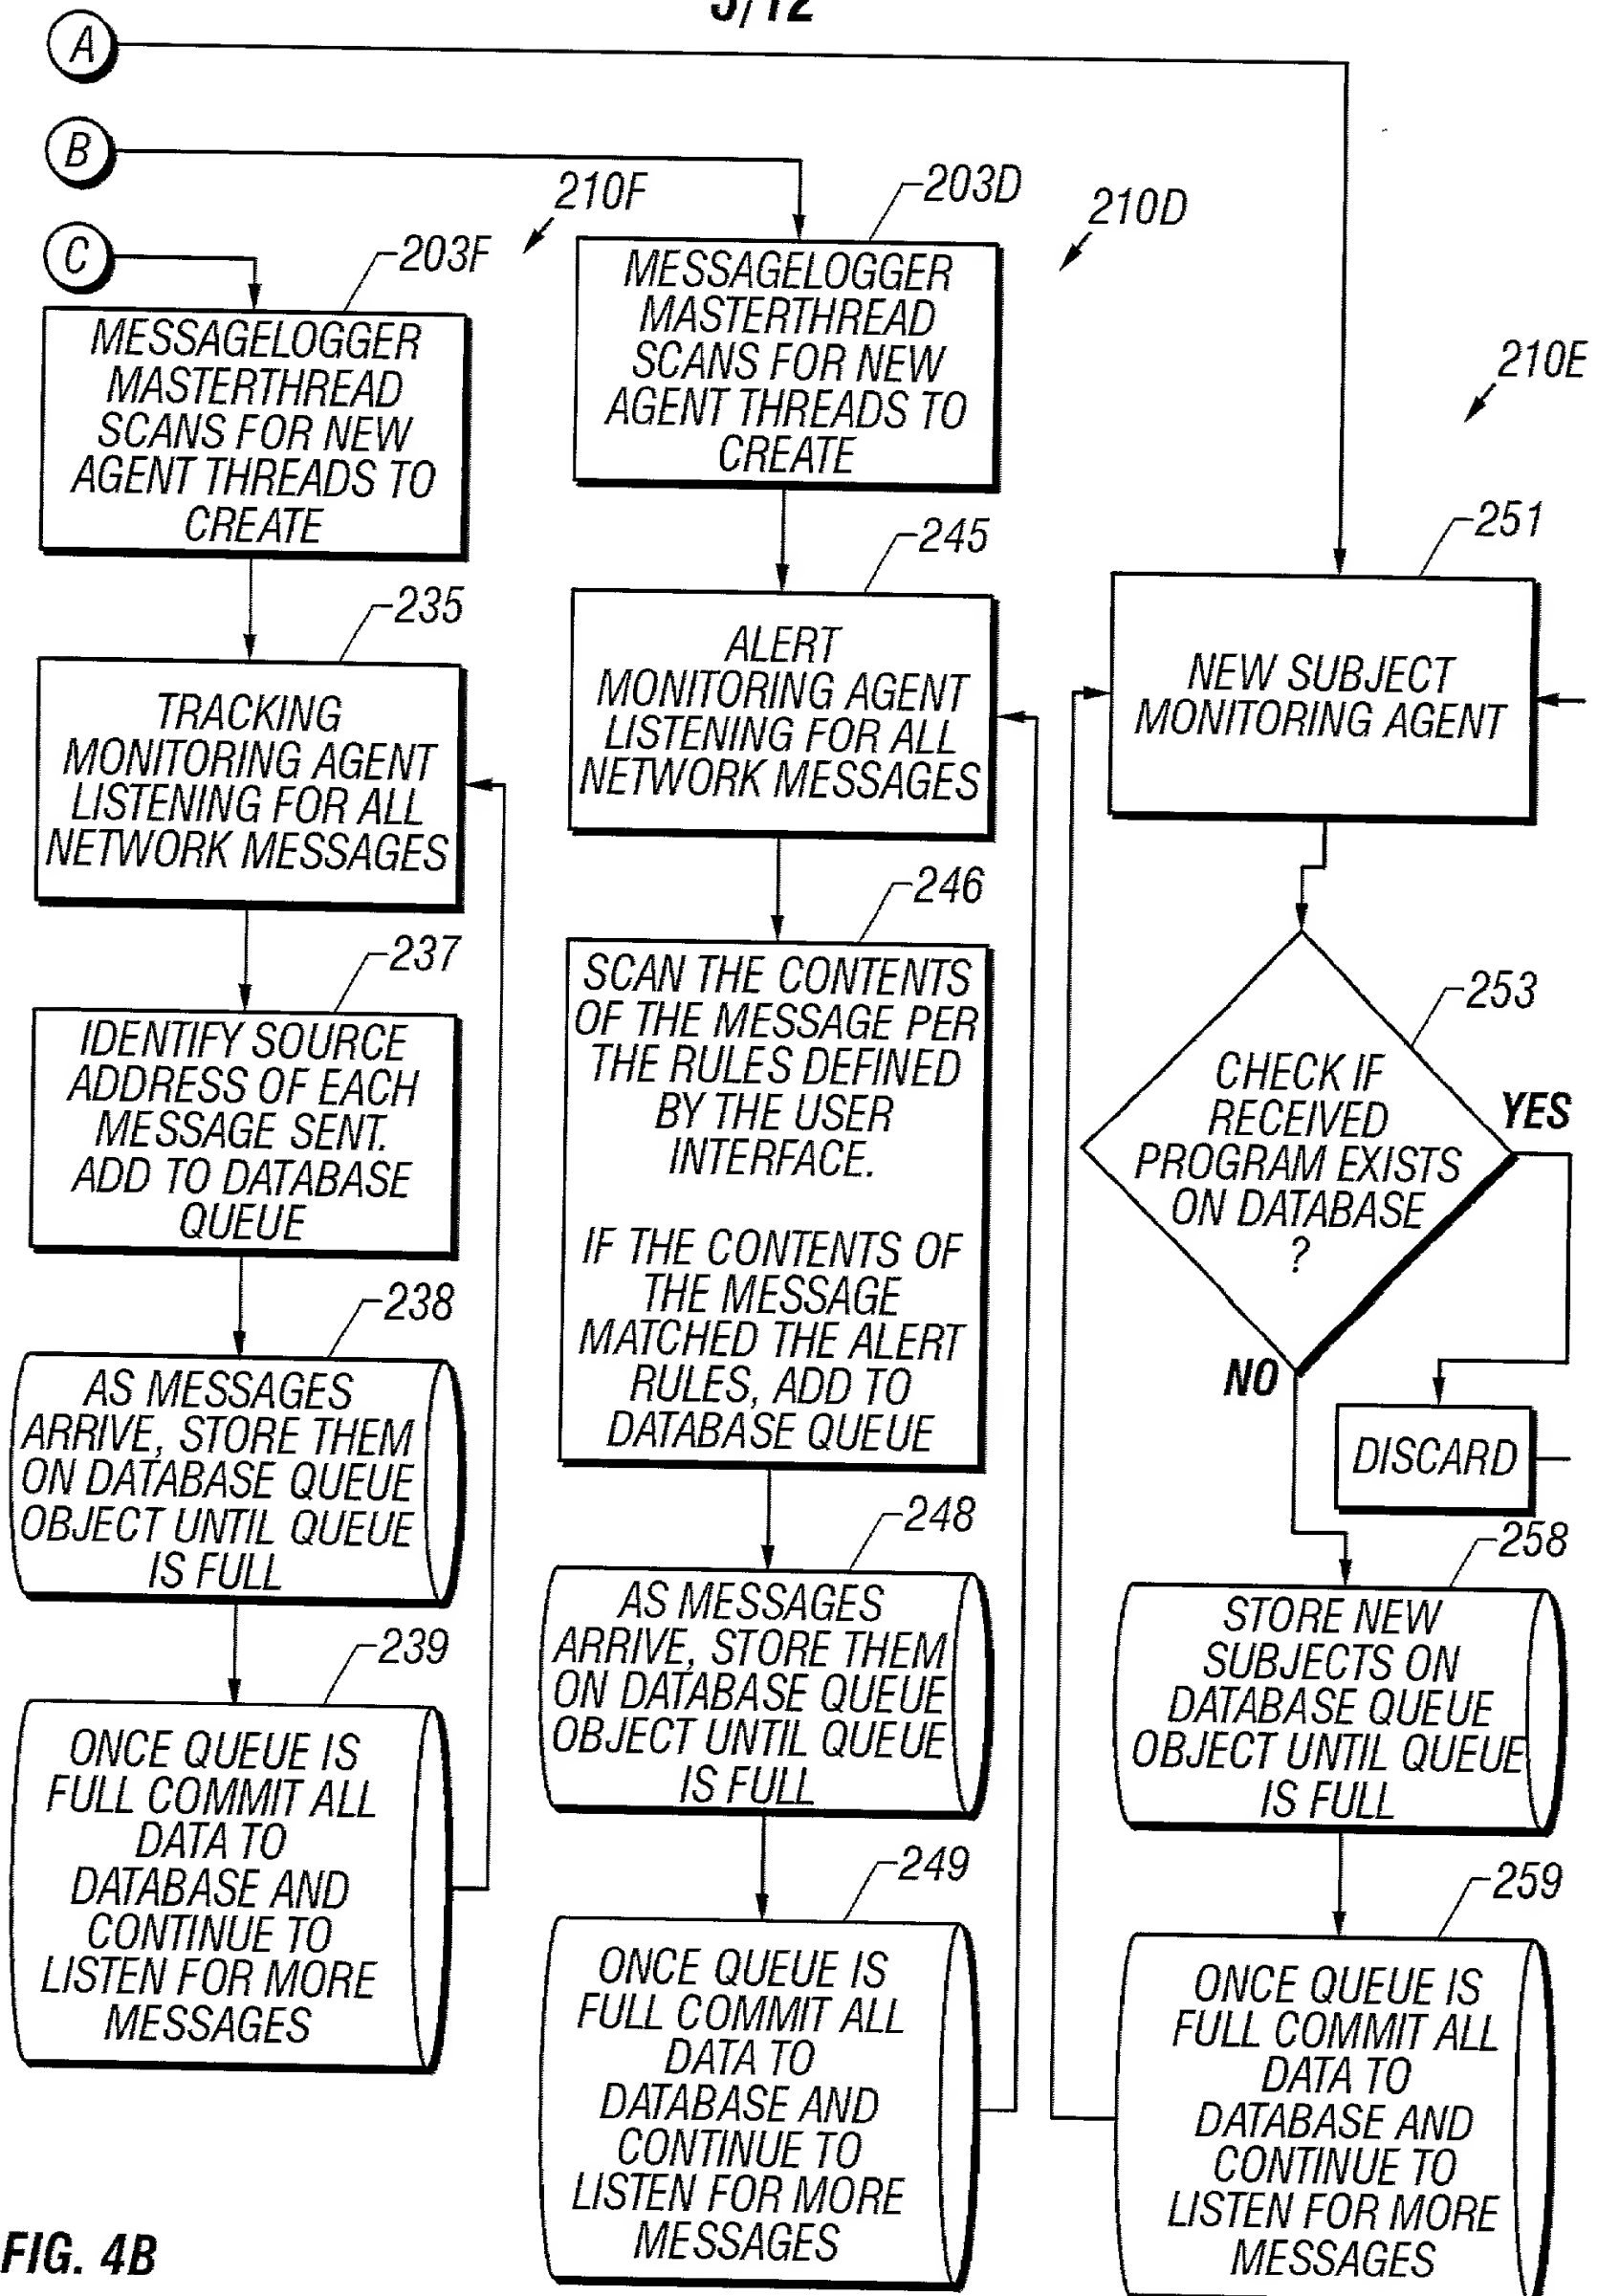 5/12
A
B
C
203F
210F
MESSAGELOGGER
MASTERTHREAD
SCANS FOR NEW
AGENT THREADS TO
CREATE
235
TRACKING
MONITORING AGENT
LISTENING FOR ALL
NETWORK MESSAGES
237
IDENTIFY SOURCE
ADDRESS OF EACH
MESSAGE SENT.
ADD TO DATABASE
QUEUE
238
AS MESSAGES
ARRIVE, STORE THEM
ON DATABASE QUEUE
OBJECT UNTIL QUEUE
IS FULL
239
ONCE QUEUE IS
FULL COMMIT ALL
DATA TO
DATABASE AND
CONTINUE TO
LISTEN FOR MORE
MESSAGES
203D
210D
MESSAGELOGGER
MASTERTHREAD
SCANS FOR NEW
AGENT THREADS TO
CREATE
245
ALERT
MONITORING AGENT
LISTENING FOR ALL
NETWORK MESSAGES
246
SCAN THE CONTENTS
OF THE MESSAGE PER
THE RULES DEFINED
BY THE USER
INTERFACE.
IF THE CONTENTS OF
THE MESSAGE
MATCHED THE ALERT
RULES, ADD TO
DATABASE QUEUE
248
AS MESSAGES
ARRIVE, STORE THEM
ON DATABASE QUEUE
OBJECT UNTIL QUEUE
IS FULL
249
ONCE QUEUE IS
FULL COMMIT ALL
DATA TO
DATABASE AND
CONTINUE TO
LISTEN FOR MORE
MESSAGES
210E
251
NEW SUBJECT
MONITORING AGENT
253
CHECK IF
RECEIVED
PROGRAM EXISTS
ON DATABASE
?
YES
NO
DISCARD
258
STORE NEW
SUBJECTS ON
DATABASE QUEUE
OBJECT UNTIL QUEUE
IS FULL
259
ONCE QUEUE IS
FULL COMMIT ALL
DATA TO
DATABASE AND
CONTINUE TO
LISTEN FOR MORE
MESSAGES
FIG. 4B